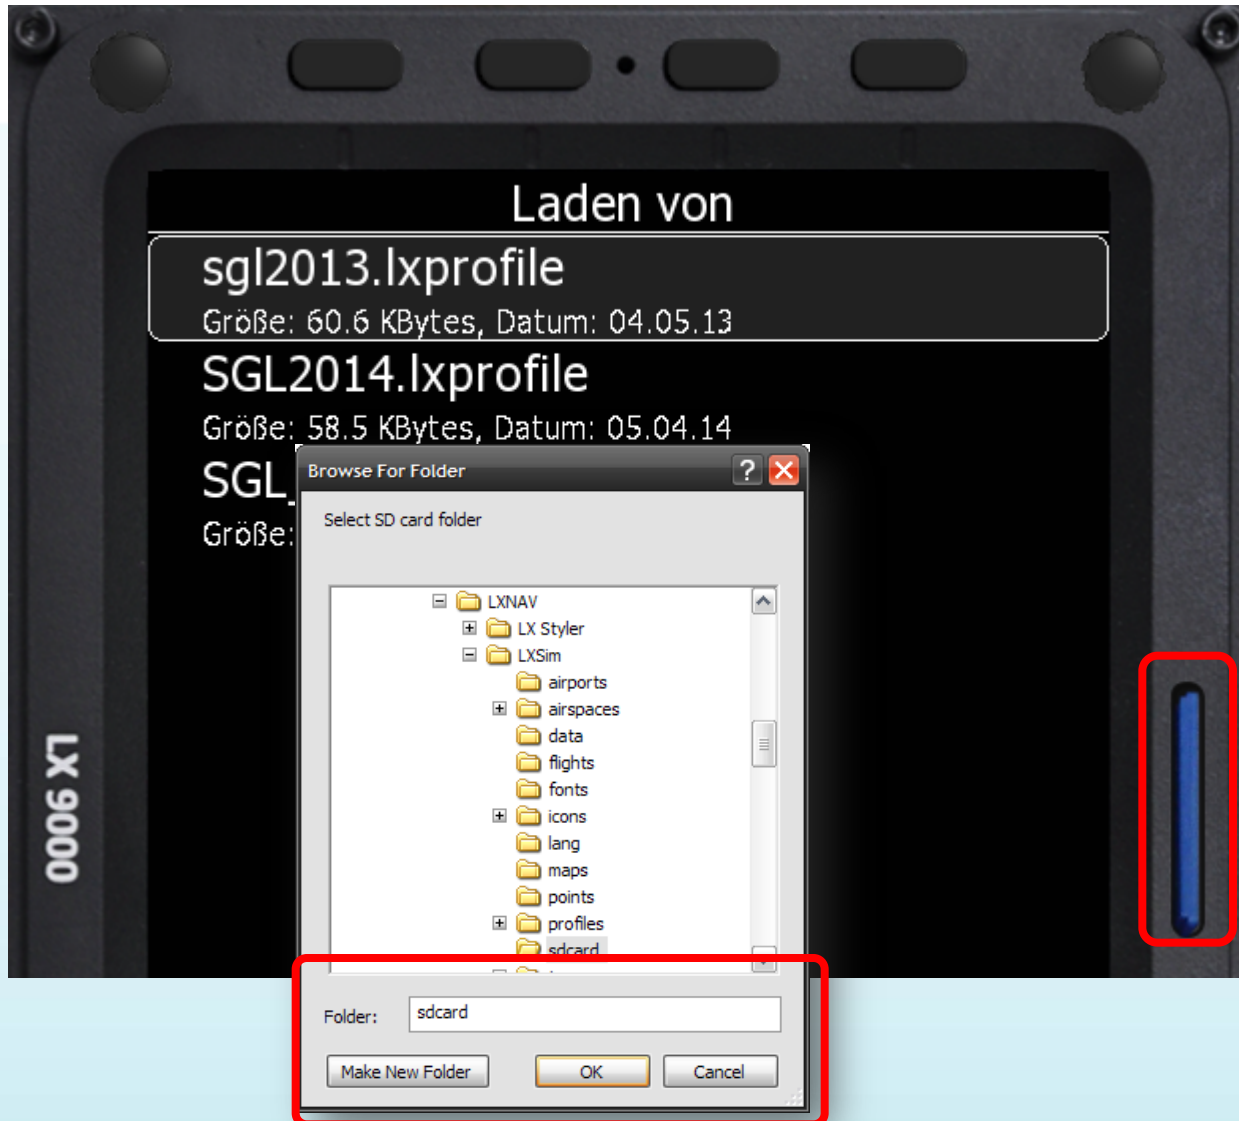 Laden von
sgl2013.lxprofile
Größe: 60.6 KBytes, Datum: 04.05.13
SGL2014.lxprofile
Größe: 58.5 KBytes, Datum: 05.04.14
SGL_
Größe:
Browse For Folder
?
Select SD card folder
LXNAV
LX Styler
LXSim
airports
airspaces
data
flights
fonts
icons
lang
maps
points
profiles
sdcard
Folder: sdcard
Make New Folder OK Cancel
LX 9000